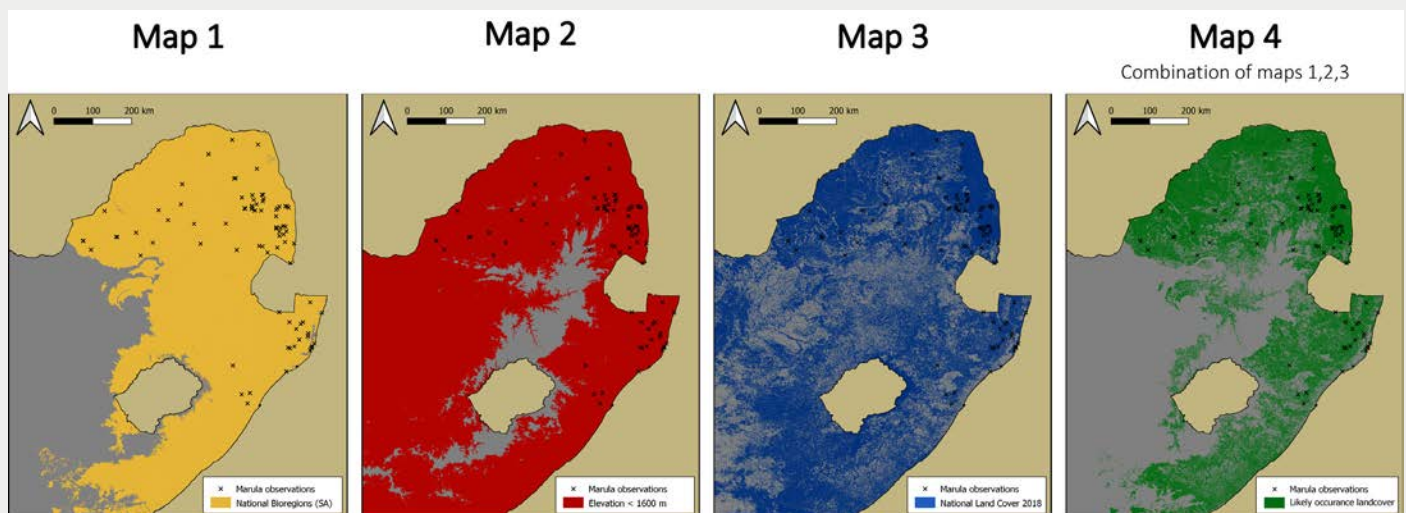 Map 1
Map 2
Map 3
Map 4
Combination of maps 1,2,3
0 100 200 km
0 100 200 km
0 100 200 km
0 100 200 km
Marula observations
National Bioregions (SA)
Marula observations
Elevation < 1600 m
Marula observations
National Land Cover 2018
Marula observations
Likely occurance landcover